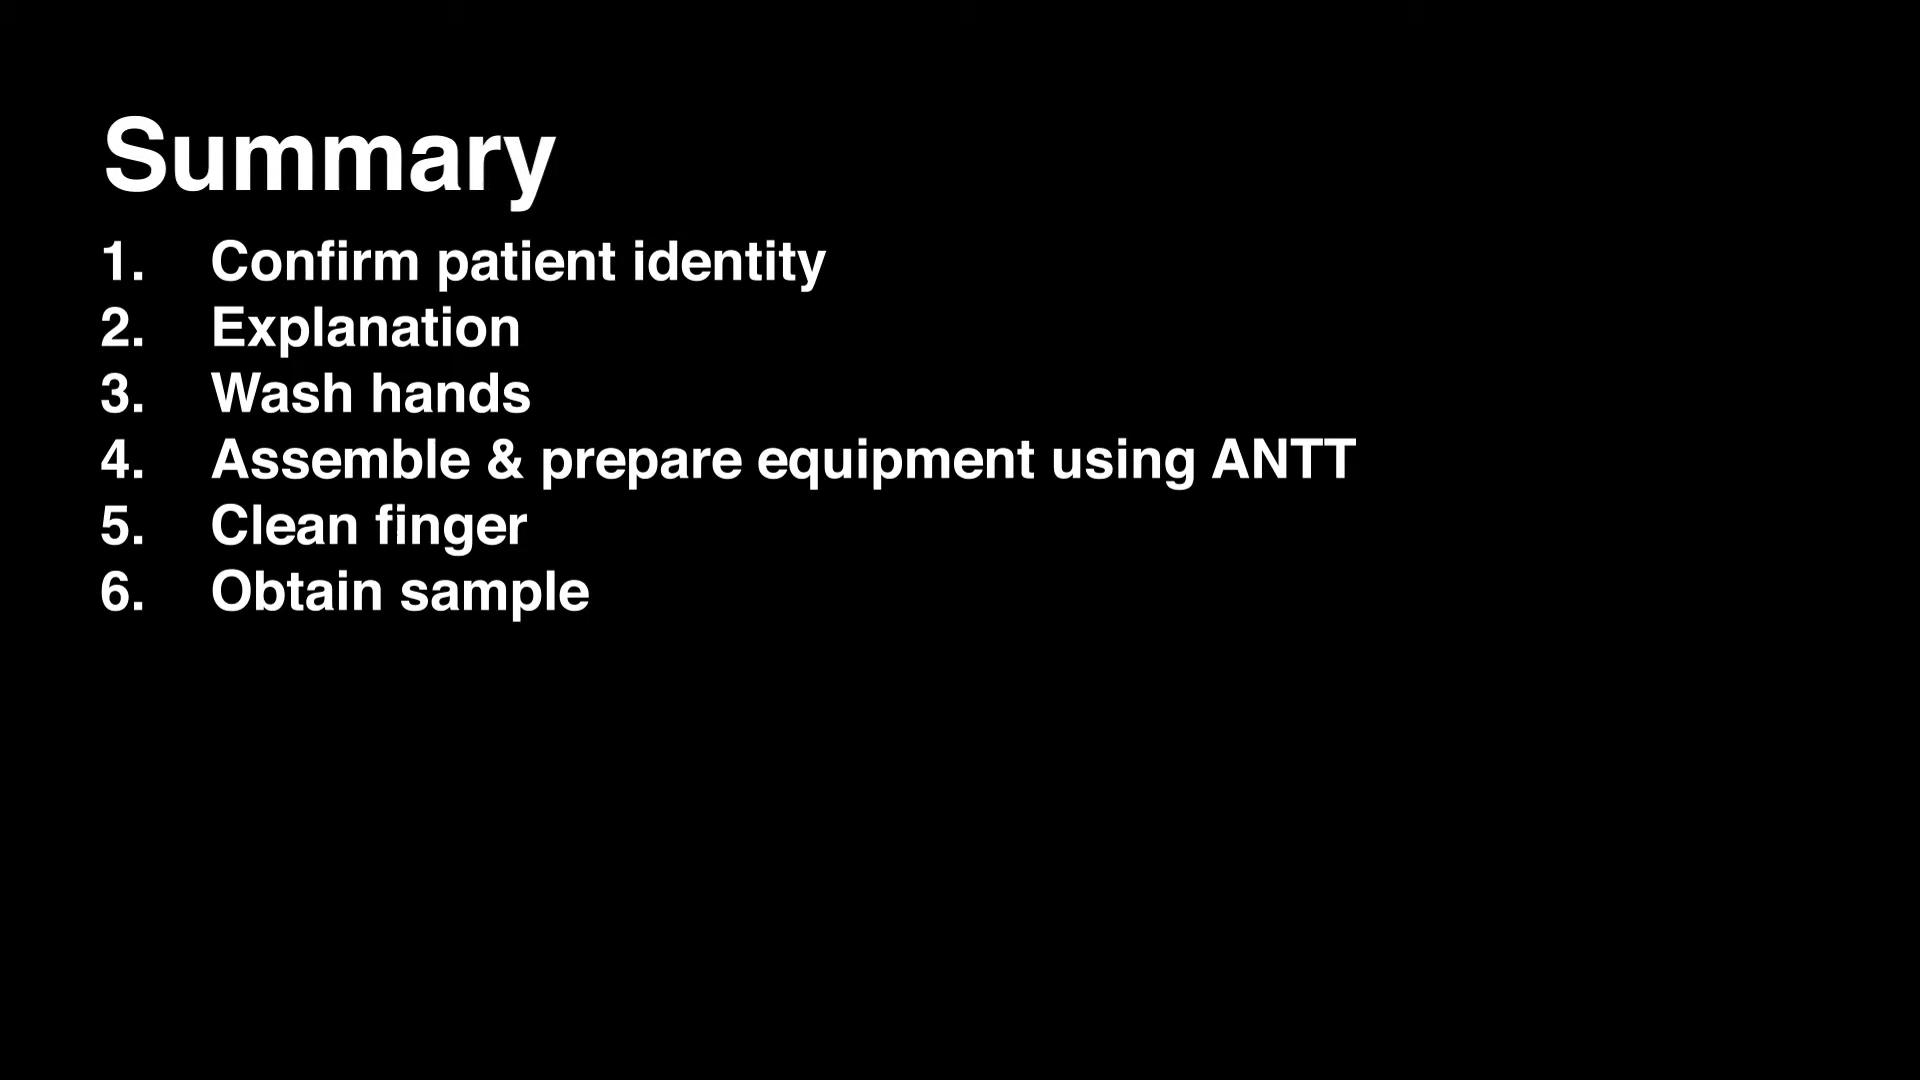 Summary
1. Confirm patient identity
2. Explanation
3. Wash hands
4. Assemble & prepare equipment using ANTT
5. Clean finger
6. Obtain sample